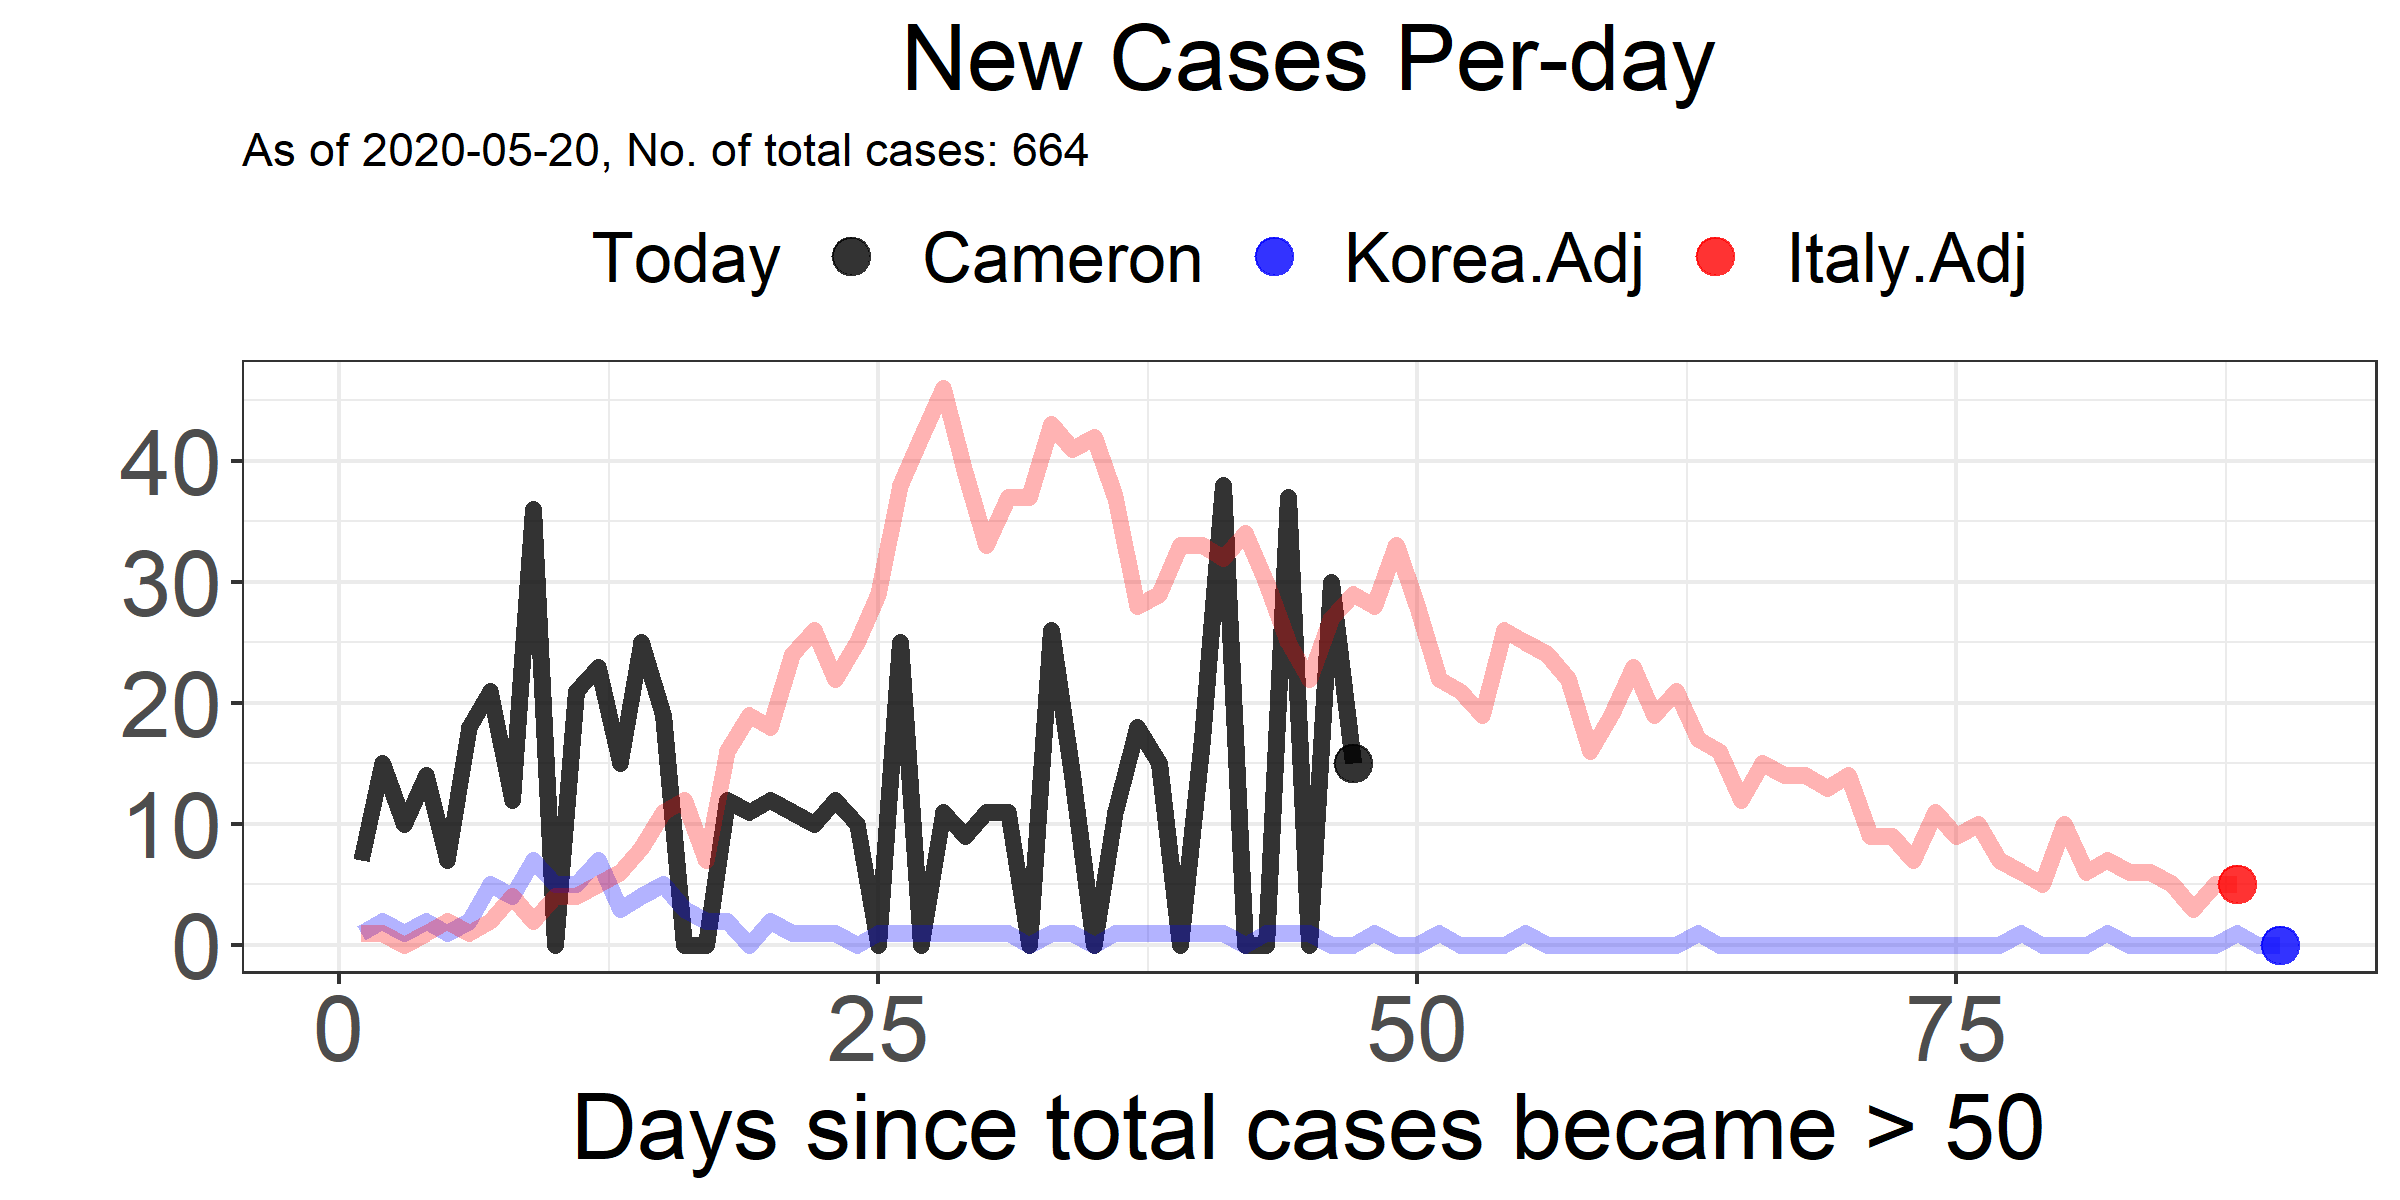 New Cases Per-day
As of 2020-05-20, No. of total cases: 664
Today Cameron Korea.Adj Italy.Adj
40
30
20
10
0
0 25 50 75
Days since total cases became > 50